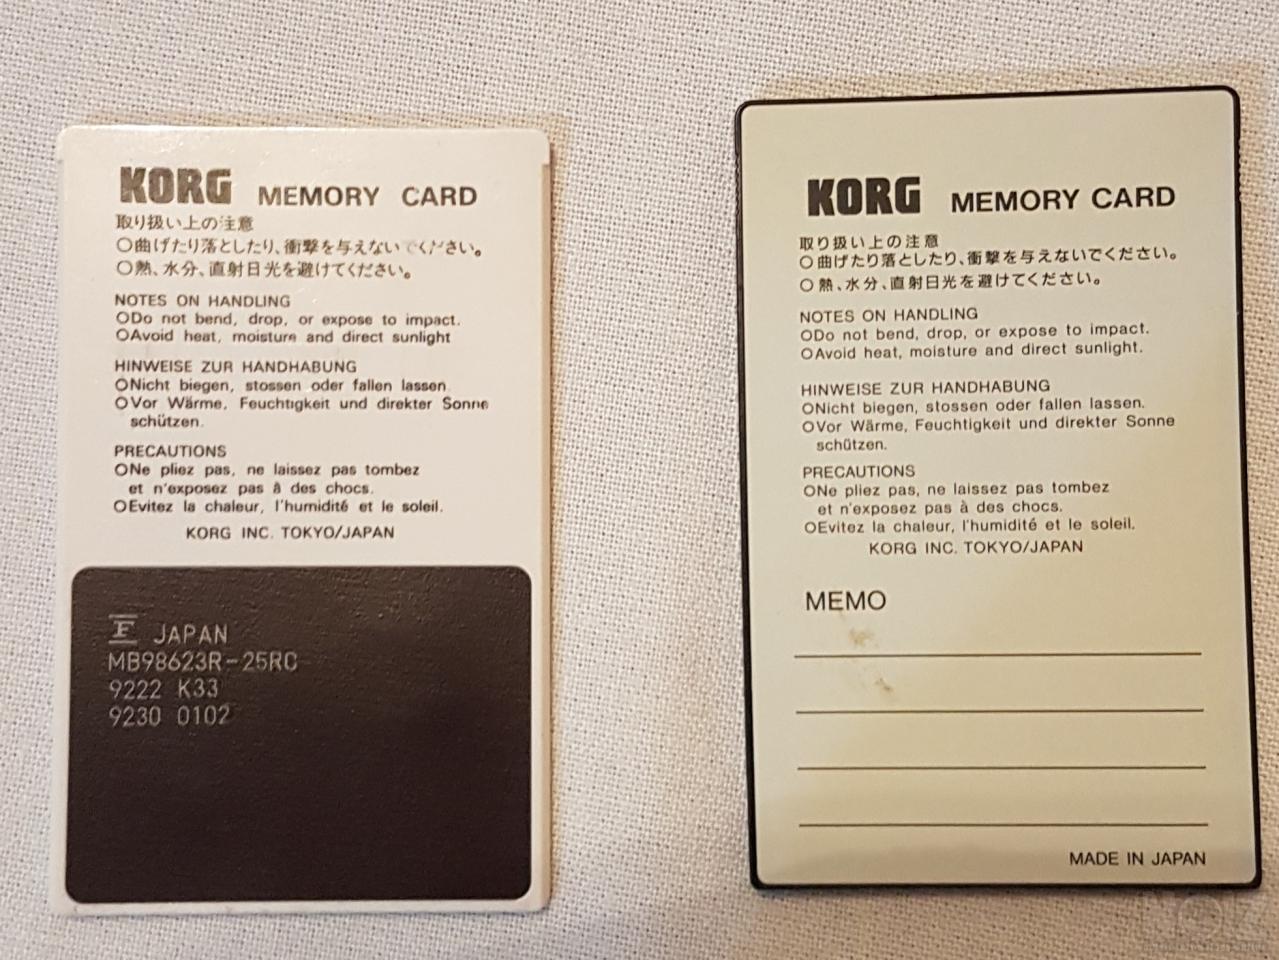 KORG MEMORY CARD
取り扱い上の注意
○曲げたり落としたり、衝撃を与えないでください。
○熱、水分、直射日光を避けてください。
NOTES ON HANDLING
○Do not bend, drop, or expose to impact.
○Avoid heat, moisture and direct sunlight
HINWEISE ZUR HANDHABUNG
○Nicht biegen, stossen oder fallen lassen
○Vor Wärme, Feuchtigkeit und direkter Sonne
schützen.
PRECAUTIONS
○Ne pliez pas, ne laissez pas tombez
et n'exposez pas à des chocs.
○Evitez la chaleur, l'humidité et le soleil.
KORG INC. TOKYO/JAPAN
F JAPAN
MB98623R-25RC
9222 K33
9230 0102
KORG MEMORY CARD
取り扱い上の注意
○曲げたり落としたり、衝撃を与えないでください。
○熱、水分、直射日光を避けてください。
NOTES ON HANDLING
○Do not bend, drop, or expose to impact.
○Avoid heat, moisture and direct sunlight.
HINWEISE ZUR HANDHABUNG
○Nicht biegen, stossen oder fallen lassen.
○Vor Wärme, Feuchtigkeit und direkter Sonne
schützen.
PRECAUTIONS
○Ne pliez pas, ne laissez pas tombez
et n'exposez pas à des chocs.
○Evitez la chaleur, l'humidité et le soleil.
KORG INC. TOKYO/JAPAN
MEMO
MADE IN JAPAN